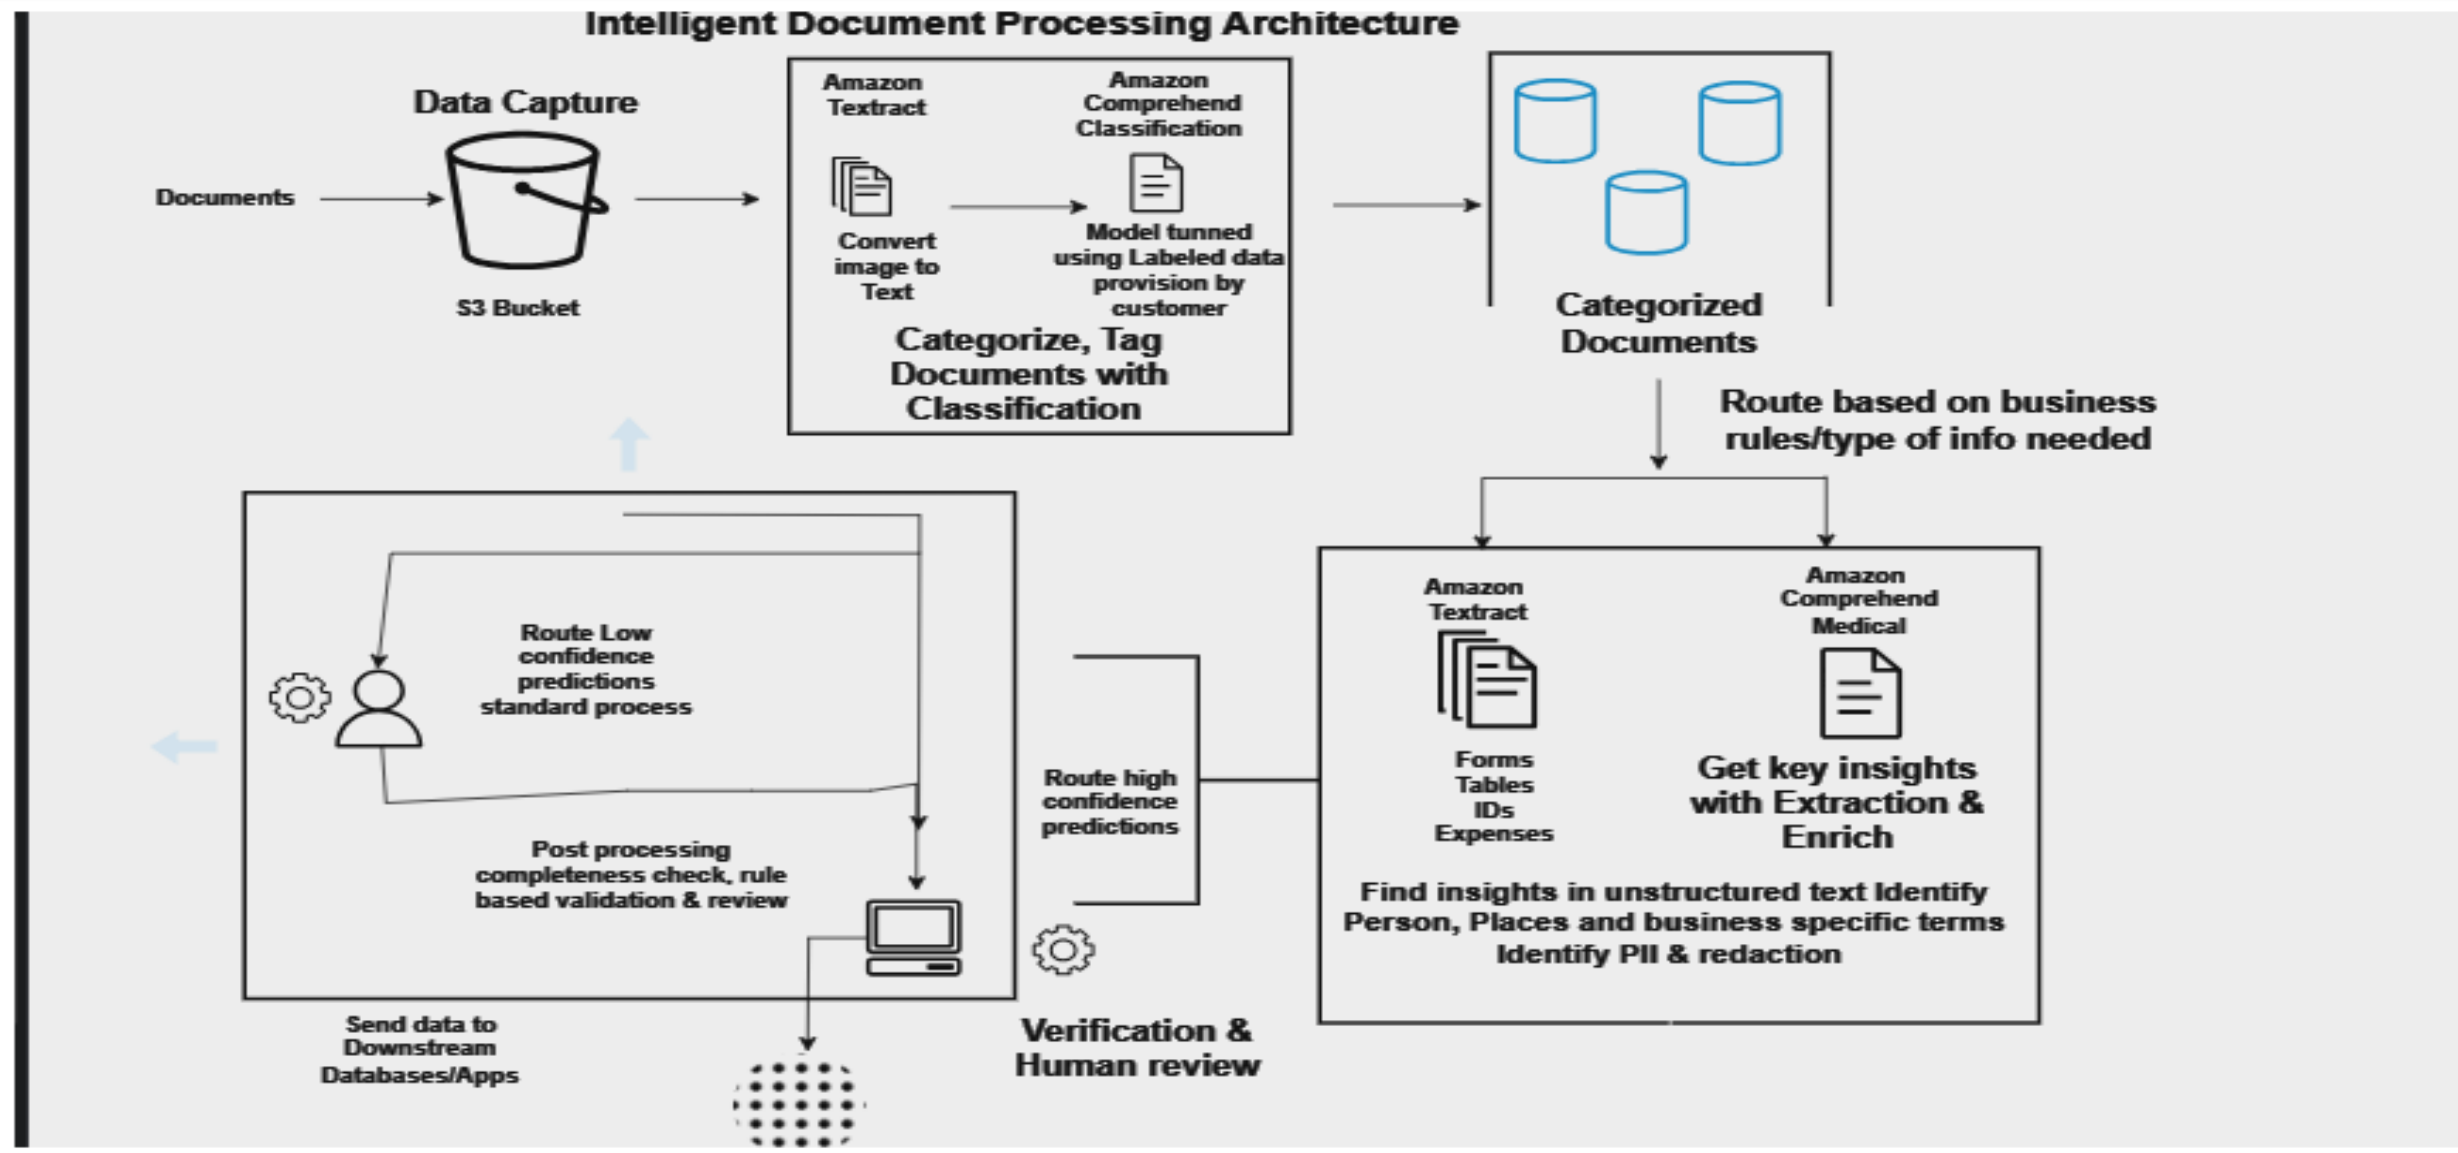 Intelligent Document Processing Architecture
Data Capture
Documents
S3 Bucket
Amazon
Textract
Convert
image to
Text
Amazon
Comprehend
Classification
Model tunned
using Labeled data
provision by
customer
Categorize, Tag
Documents with
Classification
Categorized
Documents
Route based on business
rules/type of info needed
Amazon
Textract
Forms
Tables
IDs
Expenses
Amazon
Comprehend
Medical
Get key insights
with Extraction &
Enrich
Find insights in unstructured text Identify
Person, Places and business specific terms
Identify PII & redaction
Route high
confidence
predictions
Verification &
Human review
Route Low
confidence
predictions
standard process
Post processing
completeness check, rule
based validation & review
Send data to
Downstream
Databases/Apps